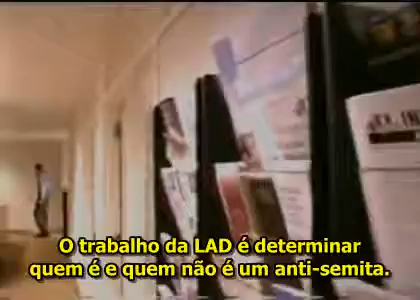 O trabalho da LAD é determinar
quem é e quem não é um anti-semita.